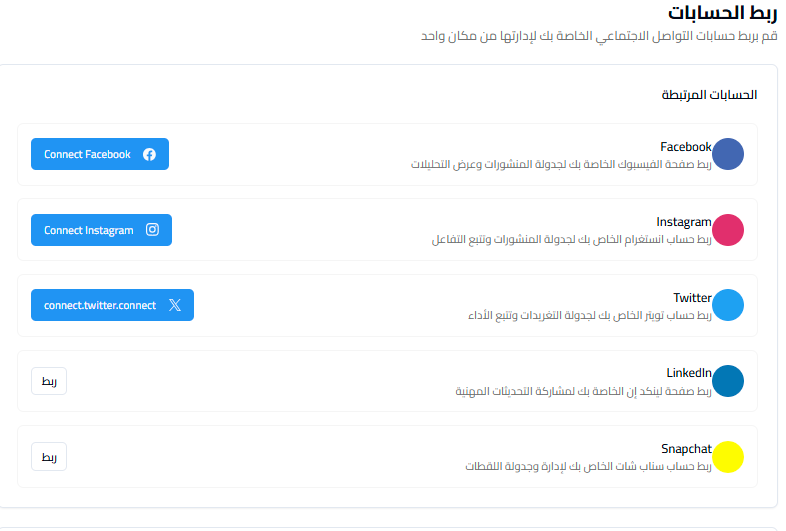 ربط الحسابات
قم بربط حسابات التواصل الاجتماعي الخاصة بك لإدارتها من مكان واحد
الحسابات المرتبطة
Facebook
ربط صفحة الفيسبوك الخاصة بك لجدولة المنشورات وعرض التحليلات
Connect Facebook
Instagram
ربط حساب انستغرام الخاص بك لجدولة المنشورات وتتبع التفاعل
Connect Instagram
Twitter
ربط حساب تويتر الخاص بك لجدولة التغريدات وتتبع الأداء
connect.twitter.connect
LinkedIn
ربط صفحة لينكد إن الخاصة بك لمشاركة التحديثات المهنية
ربط
Snapchat
ربط حساب سناب شات الخاص بك لإدارة وجدولة اللقطات
ربط